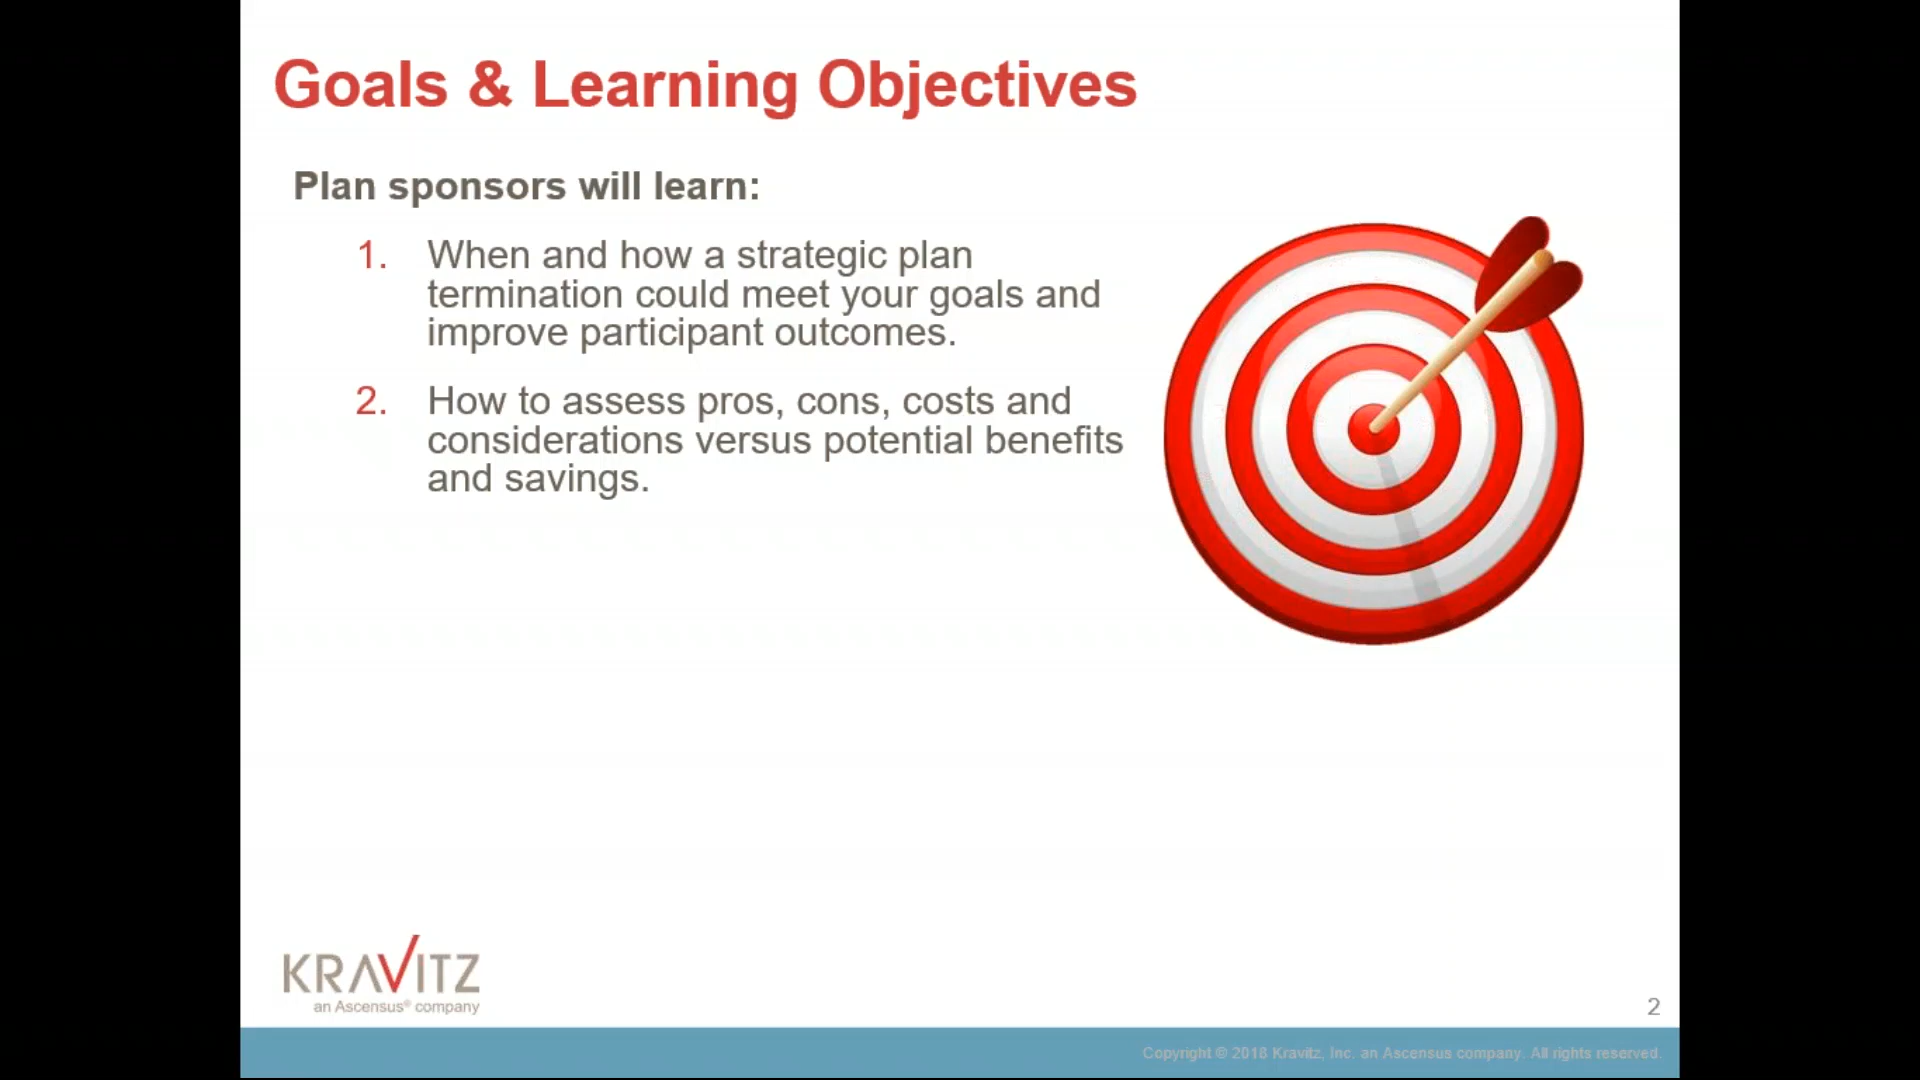 Goals & Learning Objectives
Plan sponsors will learn:
1. When and how a strategic plan
termination could meet your goals and
improve participant outcomes.
2. How to assess pros, cons, costs and
considerations versus potential benefits
and savings.
KRAVITZ
an Ascensus® company
2
Copyright © 2018 Kravitz, Inc. an Ascensus company. All rights reserved.